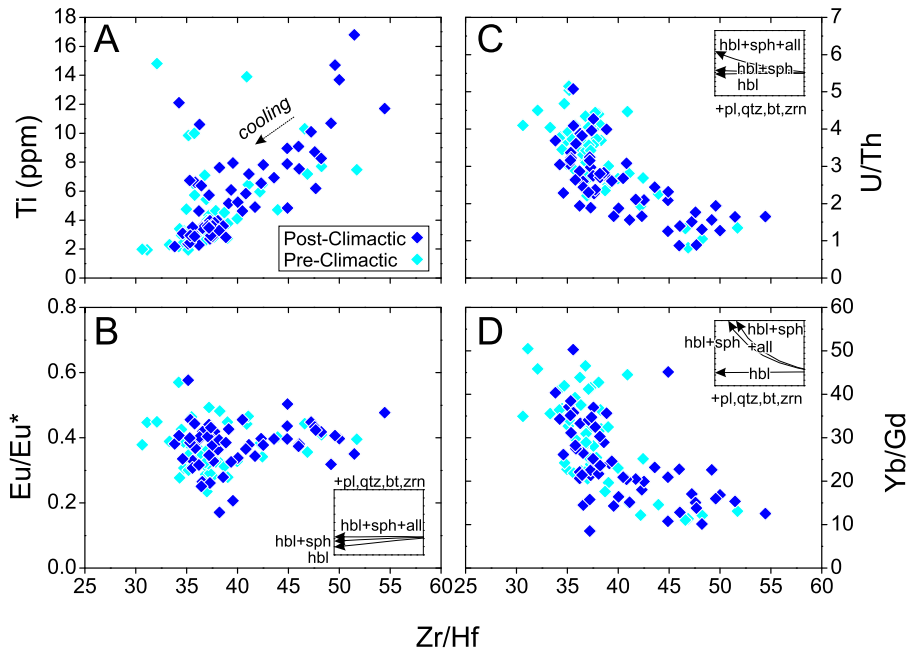 A
Ti (ppm)
18
16
14
12
10
8
6
4
2
0
cooling
Post-Climactic
Pre-Climactic
C
U/Th
7
6
5
4
3
2
1
0
hbl+sph+all
hbl+sph
hbl
+pl,qtz,bt,zrn
B
Eu/Eu*
0.8
0.6
0.4
0.2
0.0
+pl,qtz,bt,zrn
hbl+sph+all
hbl+sph
hbl
25 30 35 40 45 50 55 60
D
Yb/Gd
60
50
40
30
20
10
0
hbl+sph
hbl+sph +all
hbl
+pl,qtz,bt,zrn
25 30 35 40 45 50 55 60
Zr/Hf